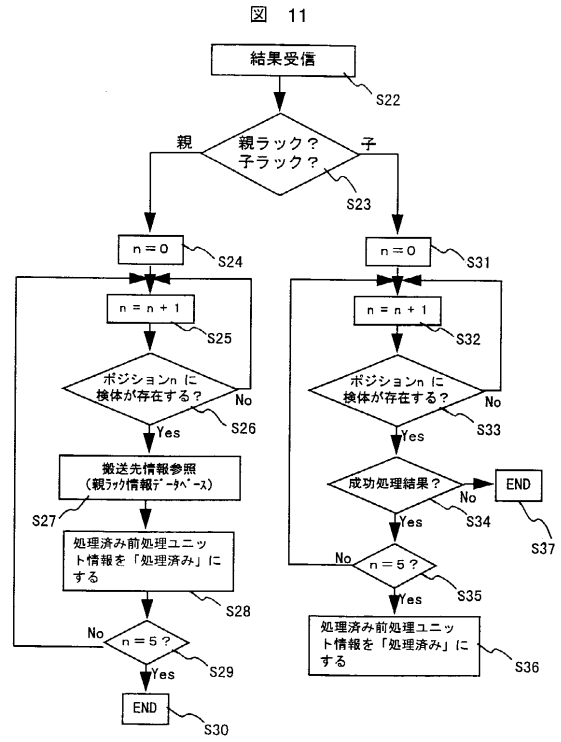 図 11
結果受信
S22
親ラック?
子ラック?
親
子
S23
n=0
S24
n=n+1
S25
ポジションnに
検体が存在する?
No
S26
Yes
搬送先情報参照
(親ラック情報データベース)
S27
処理済み前処理ユニッ
ト情報を「処理済み」に
する
S28
No
n=5?
S29
Yes
END
S30
n=0
S31
n=n+1
S32
ポジションnに
検体が存在する?
No
S33
Yes
成功処理結果?
No
S34
END
S37
Yes
No
n=5?
S35
Yes
処理済み前処理ユニッ
ト情報を「処理済み」に
する
S36